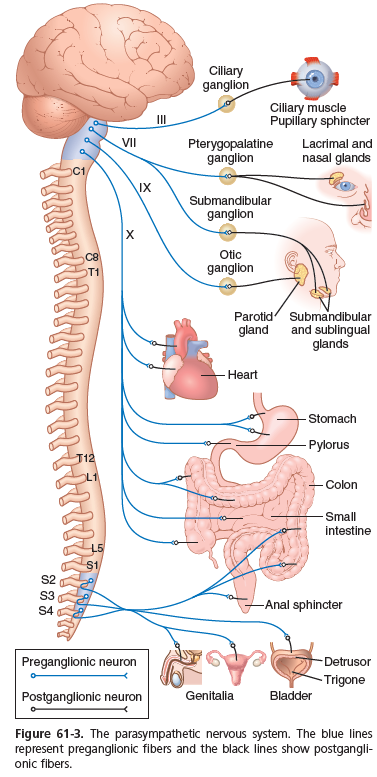 Ciliary
ganglion
III
Ciliary muscle
Pupillary sphincter
VII
Pterygopalatine
ganglion
Lacrimal and
nasal glands
C1
IX
Submandibular
ganglion
X
Otic
ganglion
C8
T1
Parotid
gland
Submandibular
and sublingual
glands
Heart
Stomach
Pylorus
T12
L1
Colon
Small
intestine
L5
S1
S2
S3
S4
Anal sphincter
Preganglionic neuron
Postganglionic neuron
Genitalia
Bladder
Detrusor
Trigone
Figure 61-3. The parasympathetic nervous system. The blue lines
represent preganglionic fibers and the black lines show postgangli-
onic fibers.